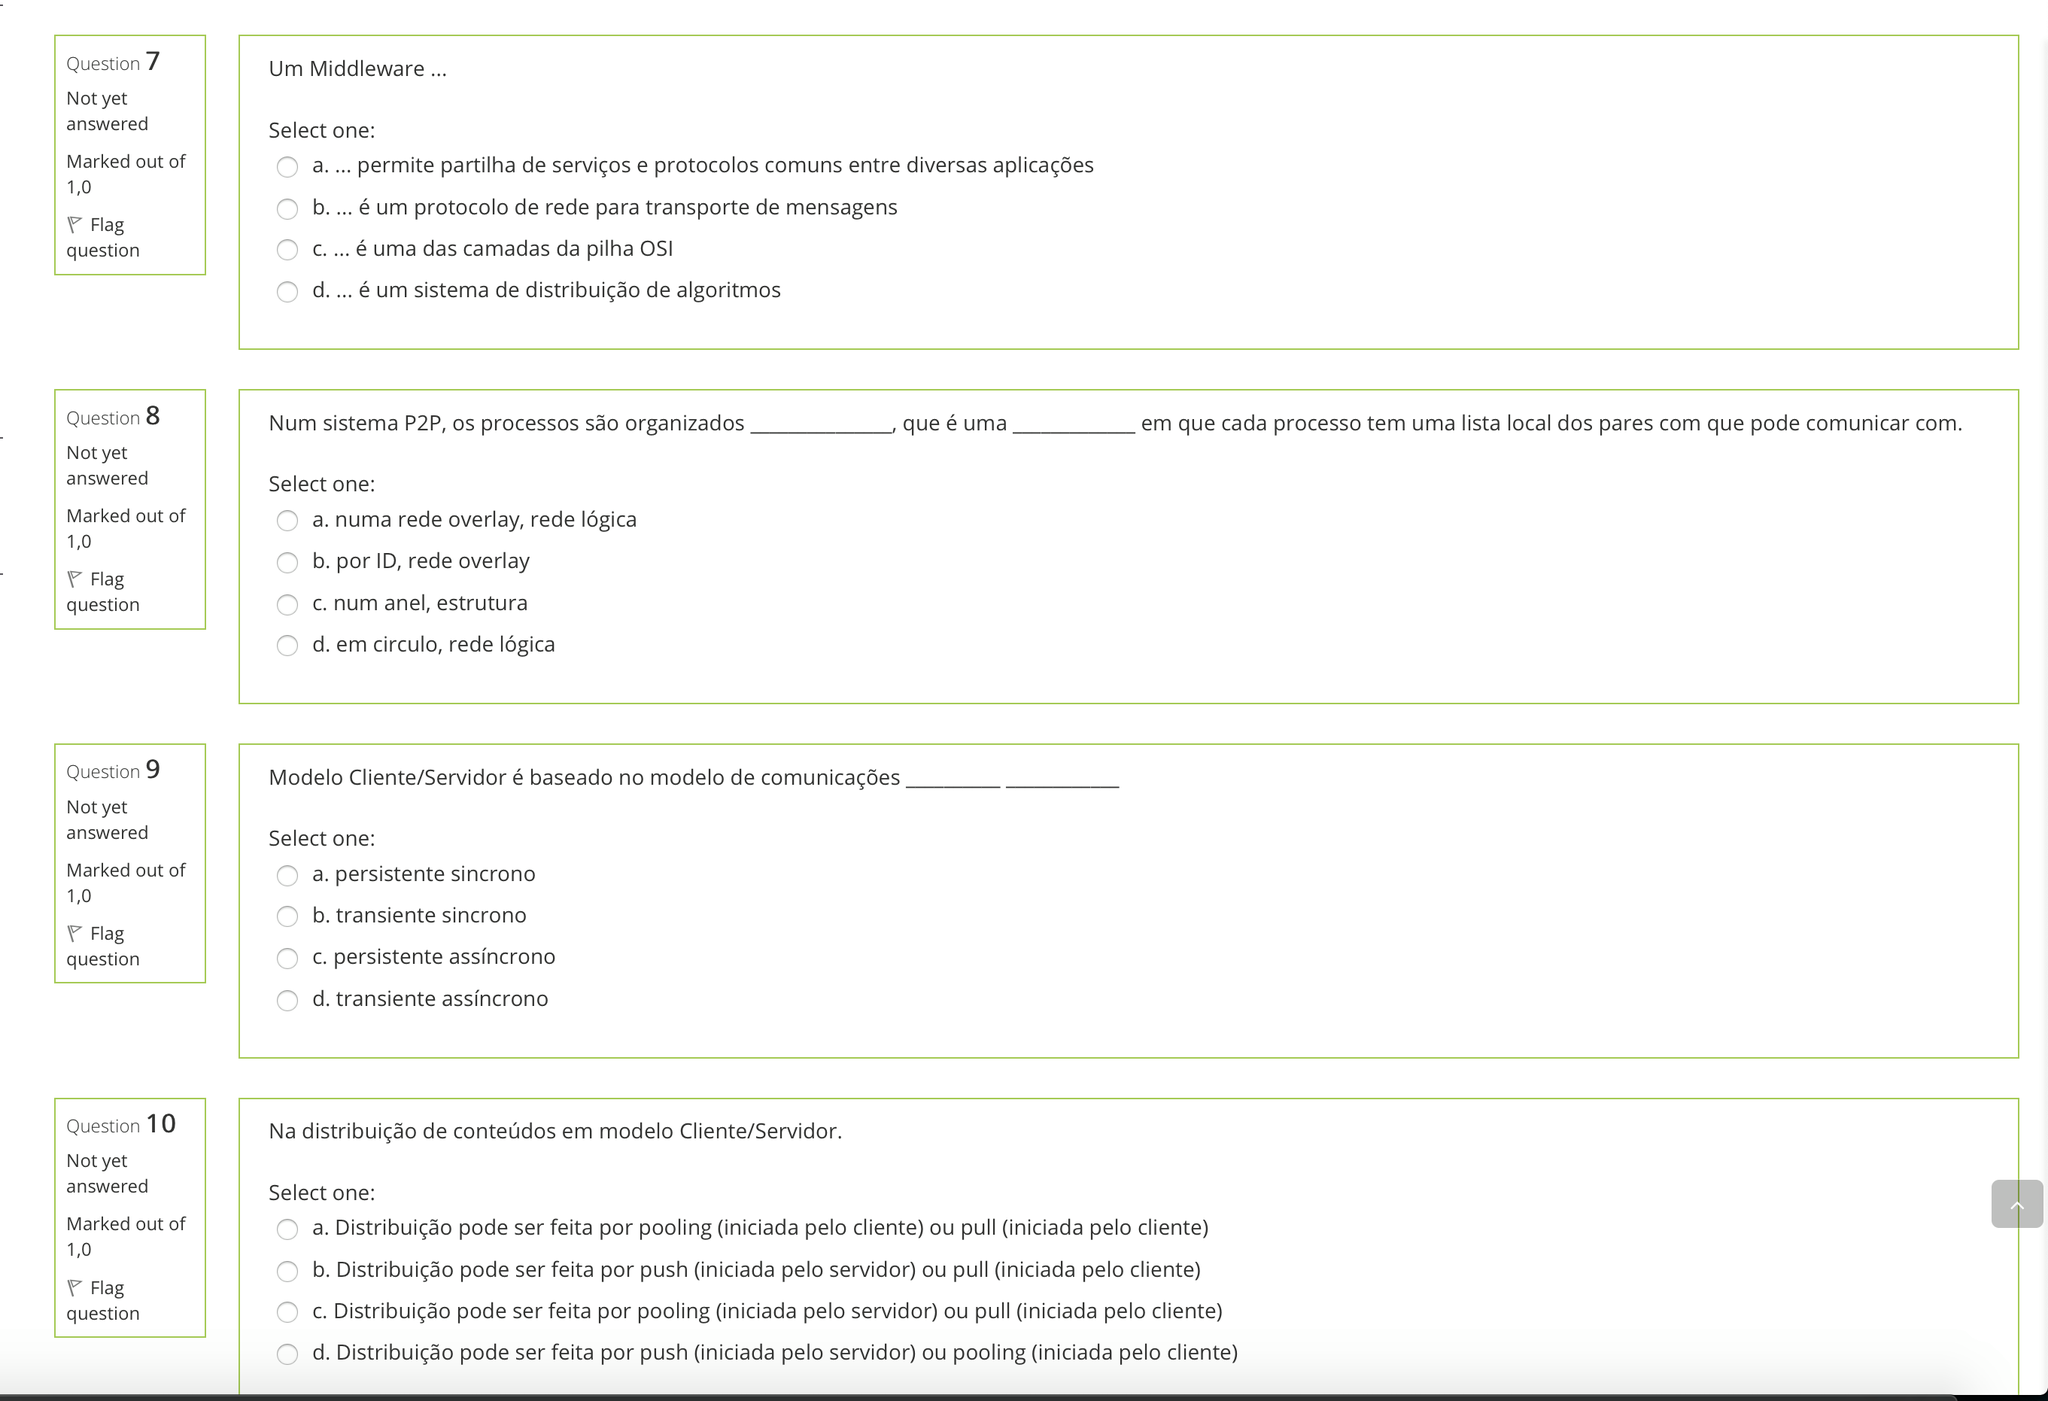 Question 7
Not yet
answered
Marked out of
1,0
Flag
question
Um Middleware ...
Select one:
a. ... permite partilha de serviços e protocolos comuns entre diversas aplicações
b. ... é um protocolo de rede para transporte de mensagens
c. ... é uma das camadas da pilha OSI
d. ... é um sistema de distribuição de algoritmos
Question 8
Not yet
answered
Marked out of
1,0
Flag
question
Num sistema P2P, os processos são organizados _______________, que é uma _____________ em que cada processo tem uma lista local dos pares com que pode comunicar com.
Select one:
a. numa rede overlay, rede lógica
b. por ID, rede overlay
c. num anel, estrutura
d. em circulo, rede lógica
Question 9
Not yet
answered
Marked out of
1,0
Flag
question
Modelo Cliente/Servidor é baseado no modelo de comunicações __________ ____________
Select one:
a. persistente sincrono
b. transiente sincrono
c. persistente assíncrono
d. transiente assíncrono
Question 10
Not yet
answered
Marked out of
1,0
Flag
question
Na distribuição de conteúdos em modelo Cliente/Servidor.
Select one:
a. Distribuição pode ser feita por pooling (iniciada pelo cliente) ou pull (iniciada pelo cliente)
b. Distribuição pode ser feita por push (iniciada pelo servidor) ou pull (iniciada pelo cliente)
c. Distribuição pode ser feita por pooling (iniciada pelo servidor) ou pull (iniciada pelo cliente)
d. Distribuição pode ser feita por push (iniciada pelo servidor) ou pooling (iniciada pelo cliente)